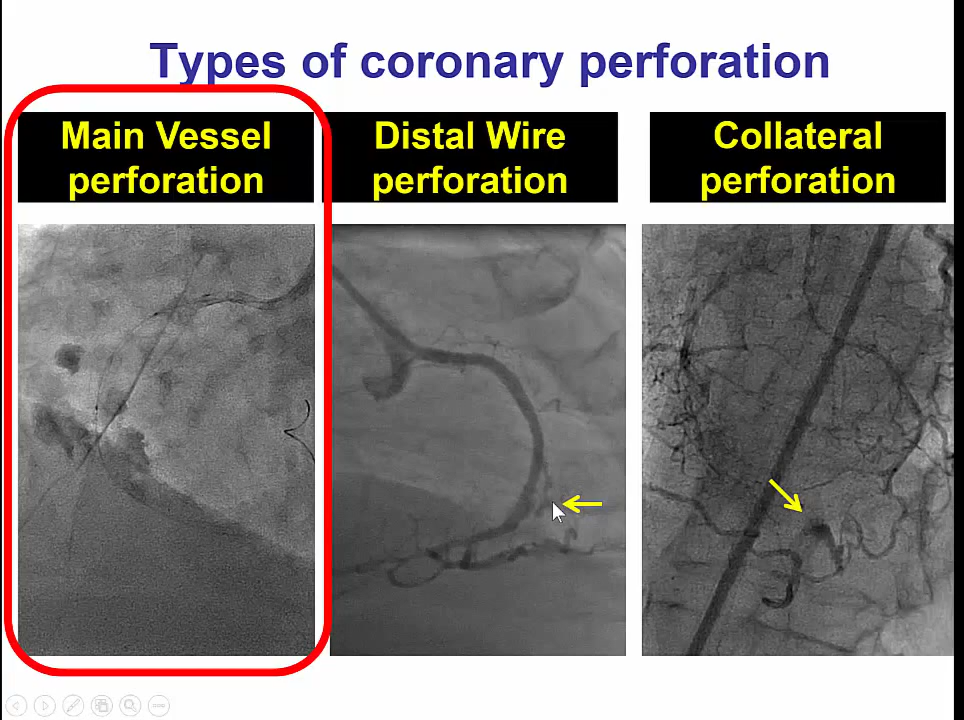 Types of coronary perforation
Main Vessel
perforation
Distal Wire
perforation
Collateral
perforation